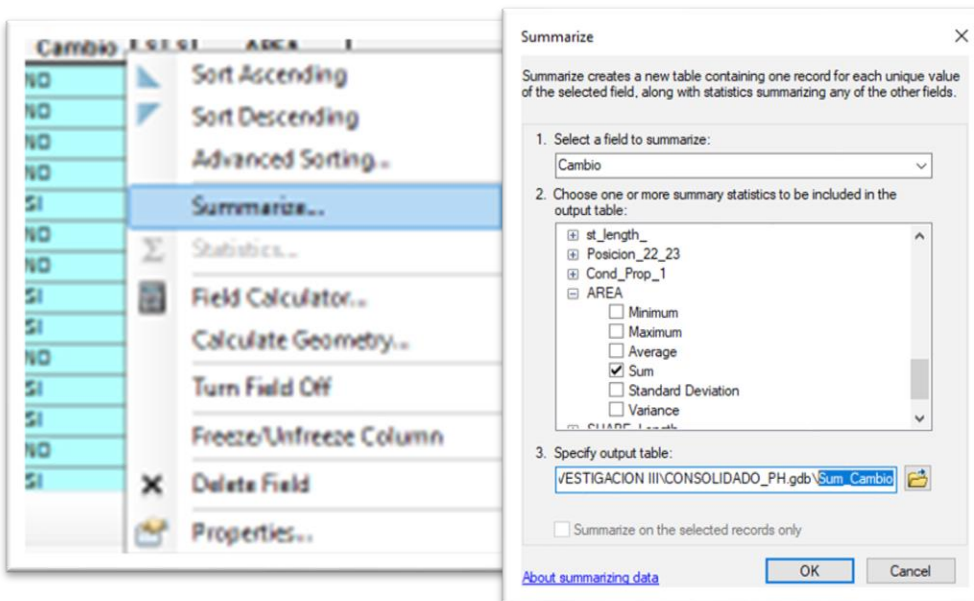 Cambio
AREA
NO
NO
NO
NO
SI
NO
NO
SI
SI
NO
SI
SI
NO
SI
Sort Ascending
Sort Descending
Advanced Sorting...
Summarize...
Statistics...
Field Calculator...
Calculate Geometry...
Turn Field Off
Freeze/Unfreeze Column
Delete Field
Properties...
Summarize
Summarize creates a new table containing one record for each unique value
of the selected field, along with statistics summarizing any of the other fields.
1. Select a field to summarize:
Cambio
2. Choose one or more summary statistics to be included in the
output table:
st_length_
Posicion_22_23
Cond_Prop_1
AREA
Minimum
Maximum
Average
Sum
Standard Deviation
Variance
3. Specify output table:
VESTIGACION III\CONSOLIDADO_PH.gdb\Sum_Cambio
Summarize on the selected records only
About summarizing data
OK
Cancel